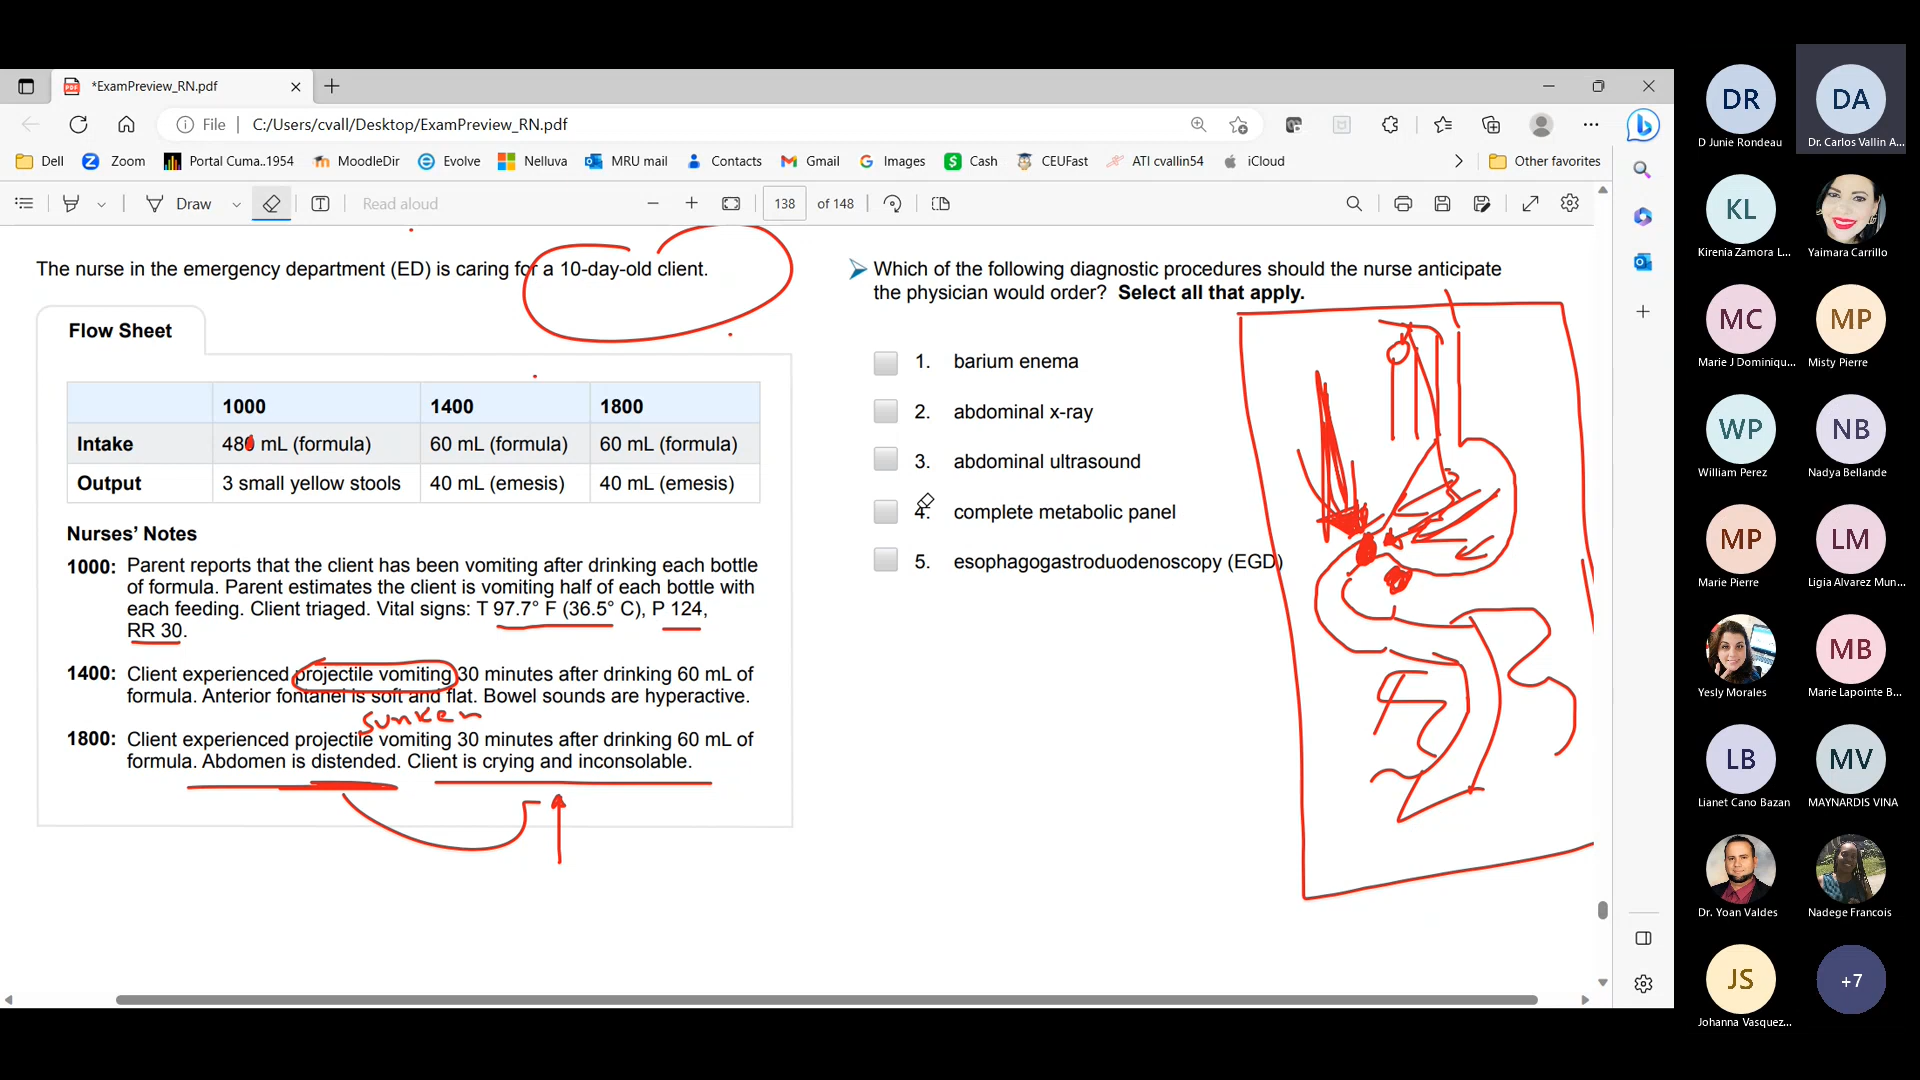 *ExamPreview_RN.pdf
File
C:/Users/cvall/Desktop/ExamPreview_RN.pdf
Dell
Zoom
Portal Cuma..1954
MoodleDir
Evolve
Nelluva
MRU mail
Contacts
Gmail
Images
Cash
CEUFast
ATI cvallin54
iCloud
Other favorites
Draw
Read aloud
138
of 148
The nurse in the emergency department (ED) is caring for a 10-day-old client.
Flow Sheet
1000 1400 1800
Intake 480 mL (formula) 60 mL (formula) 60 mL (formula)
Output 3 small yellow stools 40 mL (emesis) 40 mL (emesis)
Nurses’ Notes
1000: Parent reports that the client has been vomiting after drinking each bottle
of formula. Parent estimates the client is vomiting half of each bottle with
each feeding. Client triaged. Vital signs: T 97.7° F (36.5° C), P 124,
RR 30.
1400: Client experienced projectile vomiting 30 minutes after drinking 60 mL of
formula. Anterior fontanel is soft and flat. Bowel sounds are hyperactive.
sunken
1800: Client experienced projectile vomiting 30 minutes after drinking 60 mL of
formula. Abdomen is distended. Client is crying and inconsolable.
Which of the following diagnostic procedures should the nurse anticipate
the physician would order? Select all that apply.
1. barium enema
2. abdominal x-ray
3. abdominal ultrasound
4. complete metabolic panel
5. esophagogastroduodenoscopy (EGD)
DR
D Junie Rondeau
DA
Dr. Carlos Vallin A...
KL
Kirenia Zamora L...
Yaimara Carrillo
MC
Marie J Dominiqu...
MP
Misty Pierre
WP
William Perez
NB
Nadya Bellande
MP
Marie Pierre
LM
Ligia Alvarez Mun...
Yesly Morales
MB
Marie Lapointe B...
LB
Lianet Cano Bazan
MV
MAYNARDIS VINA
Dr. Yoan Valdes
Nadege Francois
JS
Johanna Vasquez...
+7